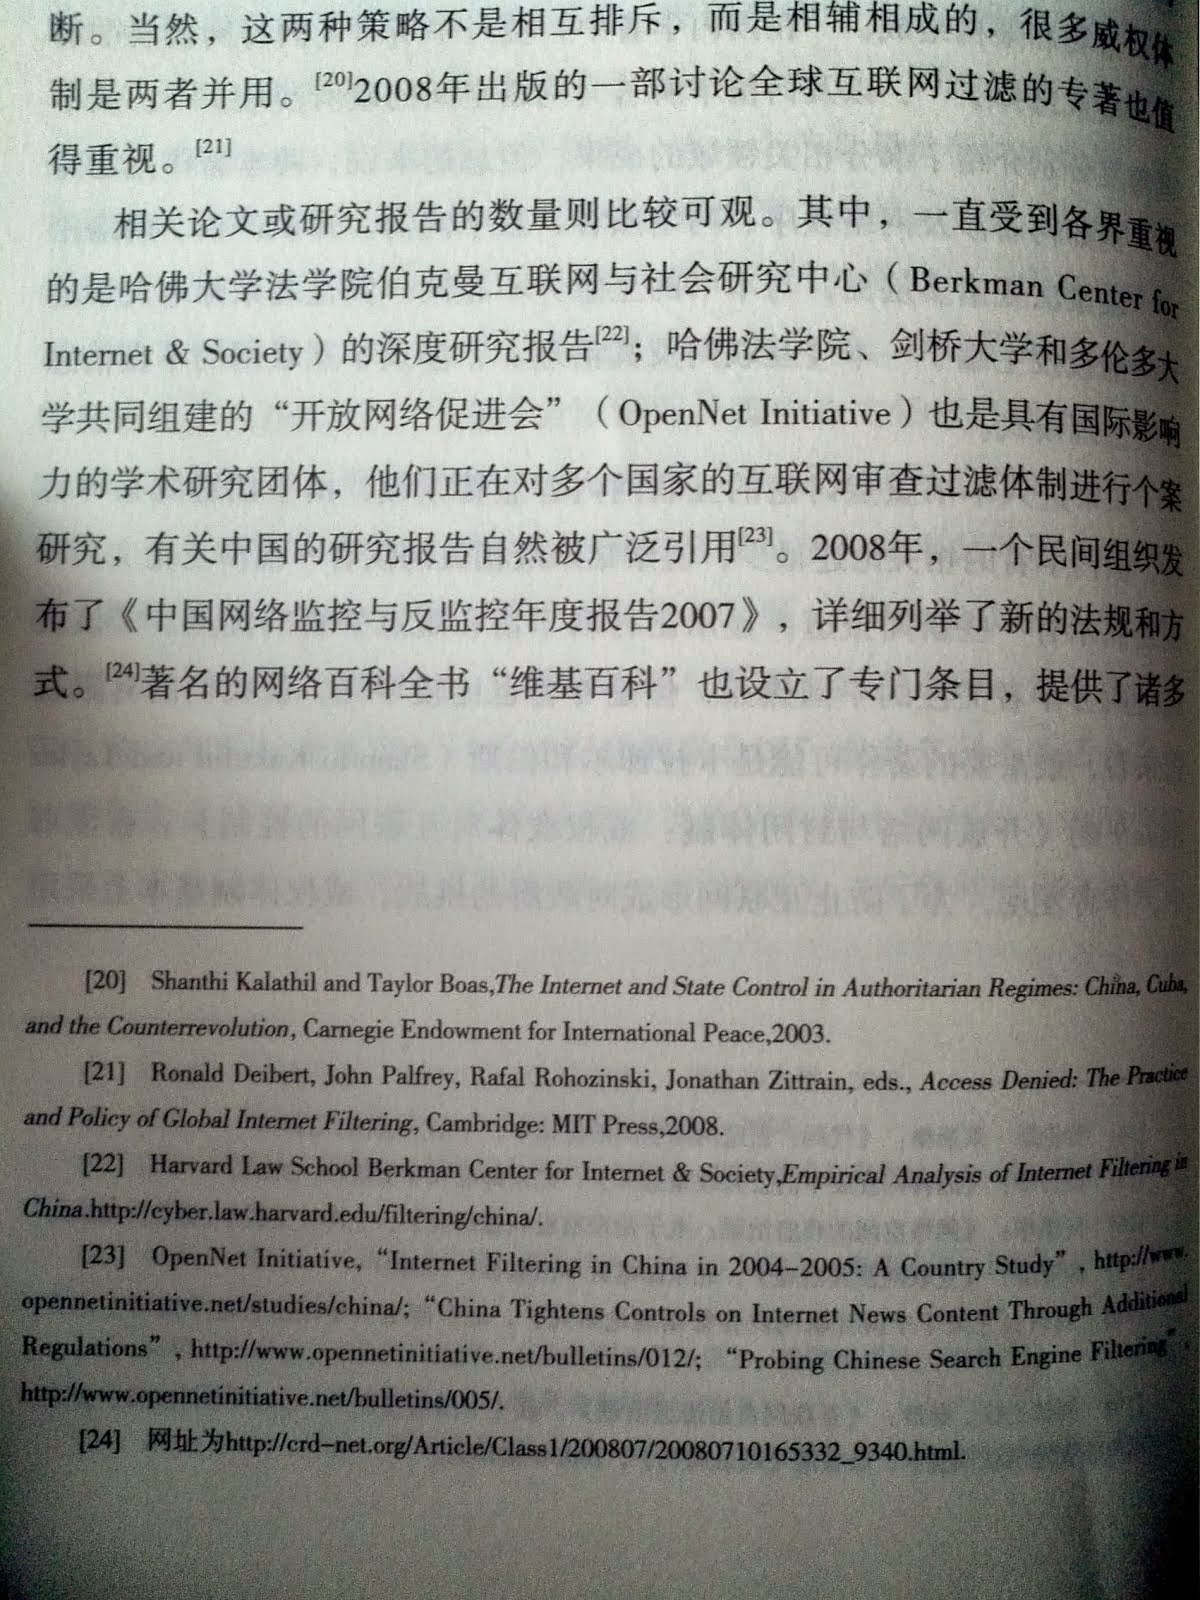 断。当然，这两种策略不是相互排斥，而是相辅相成的，很多威权体
制是两者并用。[20]2008年出版的一部讨论全球互联网过滤的专著也值
得重视。[21]
相关论文或研究报告的数量则比较可观。其中，一直受到各界重视
的是哈佛大学法学院伯克曼互联网与社会研究中心（Berkman Center for
Internet & Society）的深度研究报告[22]；哈佛法学院、剑桥大学和多伦多大
学共同组建的“开放网络促进会”（OpenNet Initiative）也是具有国际影响
力的学术研究团体，他们正在对多个国家的互联网审查过滤体制进行个案
研究，有关中国的研究报告自然被广泛引用[23]。2008年，一个民间组织发
布了《中国网络监控与反监控年度报告2007》，详细列举了新的法规和方
式。[24]著名的网络百科全书“维基百科”也设立了专门条目，提供了诸多
[20] Shanthi Kalathil and Taylor Boas,The Internet and State Control in Authoritarian Regimes: China, Cuba,
and the Counterrevolution, Carnegie Endowment for International Peace,2003.
[21] Ronald Deibert, John Palfrey, Rafal Rohozinski, Jonathan Zittrain, eds., Access Denied: The Practice
and Policy of Global Internet Filtering, Cambridge: MIT Press,2008.
[22] Harvard Law School Berkman Center for Internet & Society,Empirical Analysis of Internet Filtering in
China.http://cyber.law.harvard.edu/filtering/china/.
[23] OpenNet Initiative, “Internet Filtering in China in 2004–2005: A Country Study”, http://www.
opennetinitiative.net/studies/china/; “China Tightens Controls on Internet News Content Through Additional
Regulations”, http://www.opennetinitiative.net/bulletins/012/; “Probing Chinese Search Engine Filtering”,
http://www.opennetinitiative.net/bulletins/005/.
[24] 网址为http://crd-net.org/Article/Class1/200807/20080710165332_9340.html.